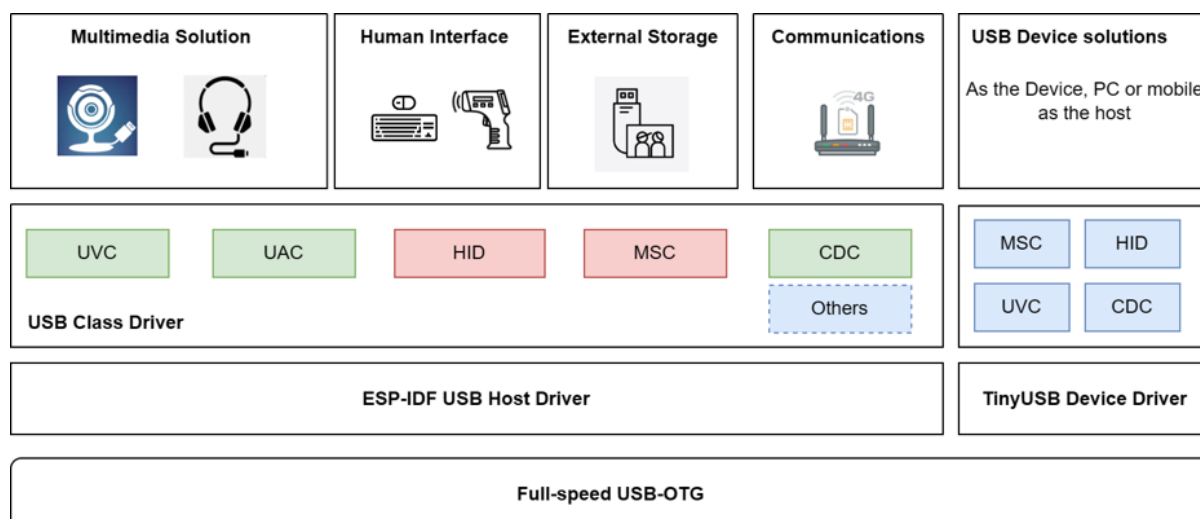 Multimedia Solution
Human Interface
External Storage
Communications
4G
USB Device solutions
As the Device, PC or mobile
as the host
UVC
UAC
HID
MSC
CDC
Others
USB Class Driver
MSC
HID
UVC
CDC
ESP-IDF USB Host Driver
TinyUSB Device Driver
Full-speed USB-OTG